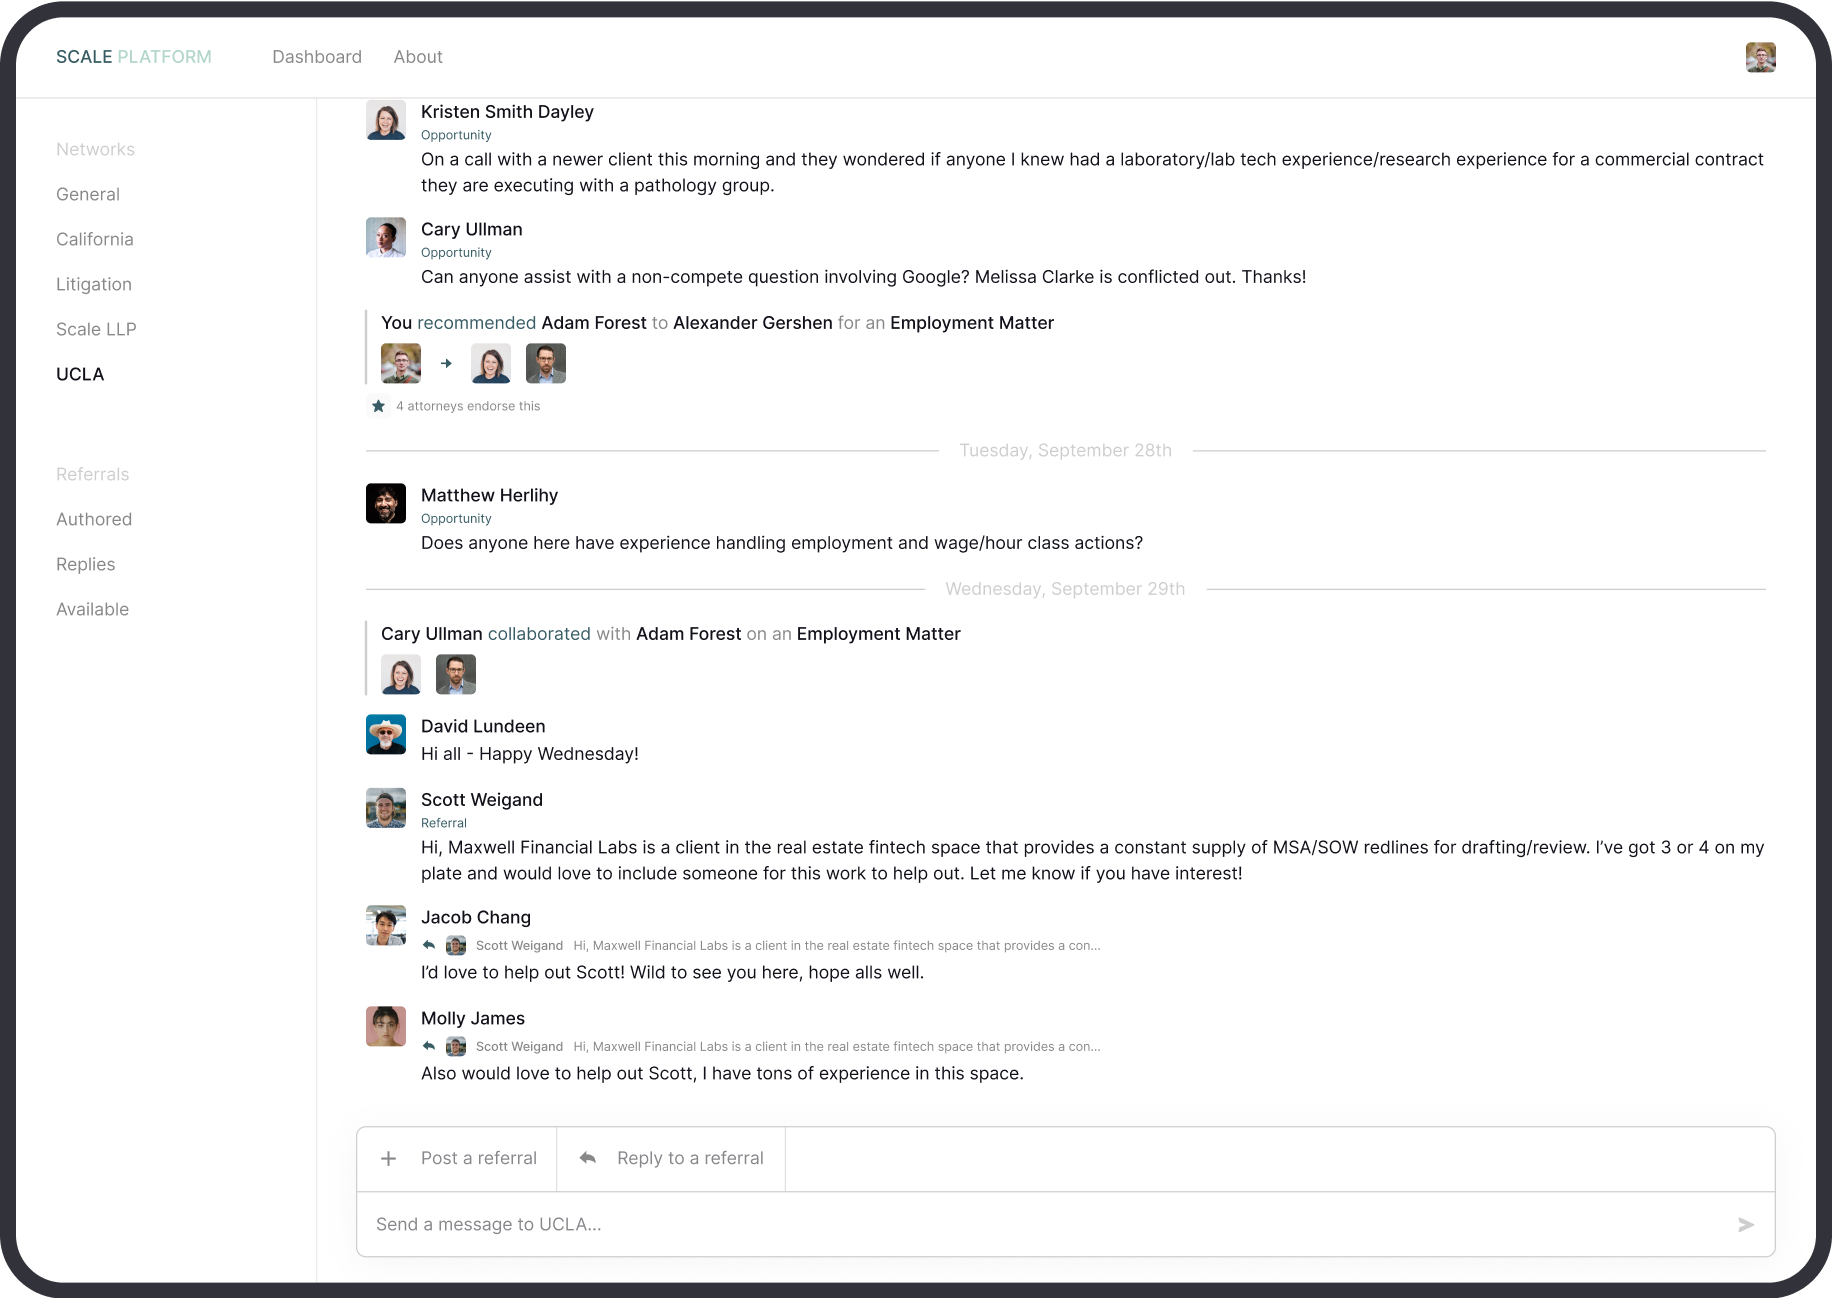 SCALE PLATFORM
Dashboard
About
Networks
General
California
Litigation
Scale LLP
UCLA
Referrals
Authored
Replies
Available
Kristen Smith Dayley
Opportunity
On a call with a newer client this morning and they wondered if anyone I knew had a laboratory/lab tech experience/research experience for a commercial contract
they are executing with a pathology group.
Cary Ullman
Opportunity
Can anyone assist with a non-compete question involving Google? Melissa Clarke is conflicted out. Thanks!
You recommended Adam Forest to Alexander Gershen for an Employment Matter
4 attorneys endorse this
Tuesday, September 28th
Matthew Herlihy
Opportunity
Does anyone here have experience handling employment and wage/hour class actions?
Wednesday, September 29th
Cary Ullman collaborated with Adam Forest on an Employment Matter
David Lundeen
Hi all - Happy Wednesday!
Scott Weigand
Referral
Hi, Maxwell Financial Labs is a client in the real estate fintech space that provides a constant supply of MSA/SOW redlines for drafting/review. I’ve got 3 or 4 on my
plate and would love to include someone for this work to help out. Let me know if you have interest!
Jacob Chang
Scott Weigand Hi, Maxwell Financial Labs is a client in the real estate fintech space that provides a con...
I’d love to help out Scott! Wild to see you here, hope alls well.
Molly James
Scott Weigand Hi, Maxwell Financial Labs is a client in the real estate fintech space that provides a con...
Also would love to help out Scott, I have tons of experience in this space.
Post a referral
Reply to a referral
Send a message to UCLA...